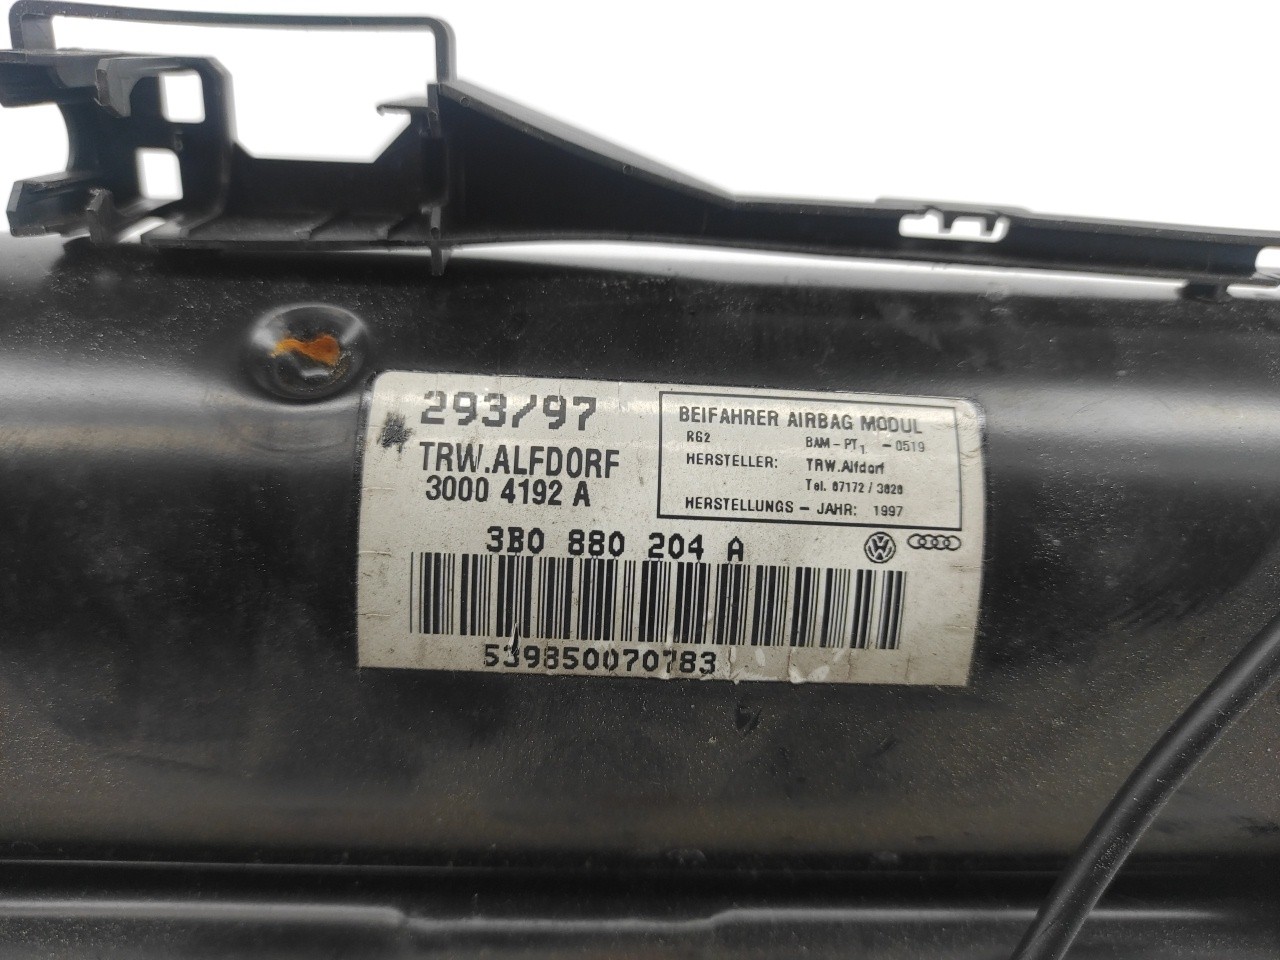 293/97
TRW.ALFDORF
3000 4192 A
BEIFAHRER AIRBAG MODUL
RG2 BAM-PT1 -0519
HERSTELLER: TRW.Alfdorf
Tel. 07172/3020
HERSTELLUNGS - JAHR: 1997
3B0 880 204 A
539850070783